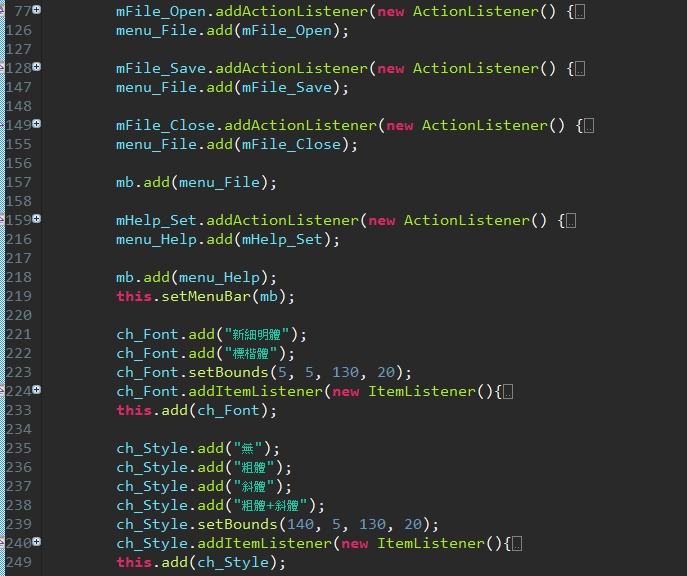 77 mFile_Open.addActionListener(new ActionListener() {
126 menu_File.add(mFile_Open);
127
128 mFile_Save.addActionListener(new ActionListener() {
147 menu_File.add(mFile_Save);
148
149 mFile_Close.addActionListener(new ActionListener() {
155 menu_File.add(mFile_Close);
156
157 mb.add(menu_File);
158
159 mHelp_Set.addActionListener(new ActionListener() {
216 menu_Help.add(mHelp_Set);
217
218 mb.add(menu_Help);
219 this.setMenuBar(mb);
220
221 ch_Font.add("新細明體");
222 ch_Font.add("標楷體");
223 ch_Font.setBounds(5, 5, 130, 20);
224 ch_Font.addItemListener(new ItemListener(){
233 this.add(ch_Font);
234
235 ch_Style.add("無");
236 ch_Style.add("粗體");
237 ch_Style.add("斜體");
238 ch_Style.add("粗體+斜體");
239 ch_Style.setBounds(140, 5, 130, 20);
240 ch_Style.addItemListener(new ItemListener(){
249 this.add(ch_Style);